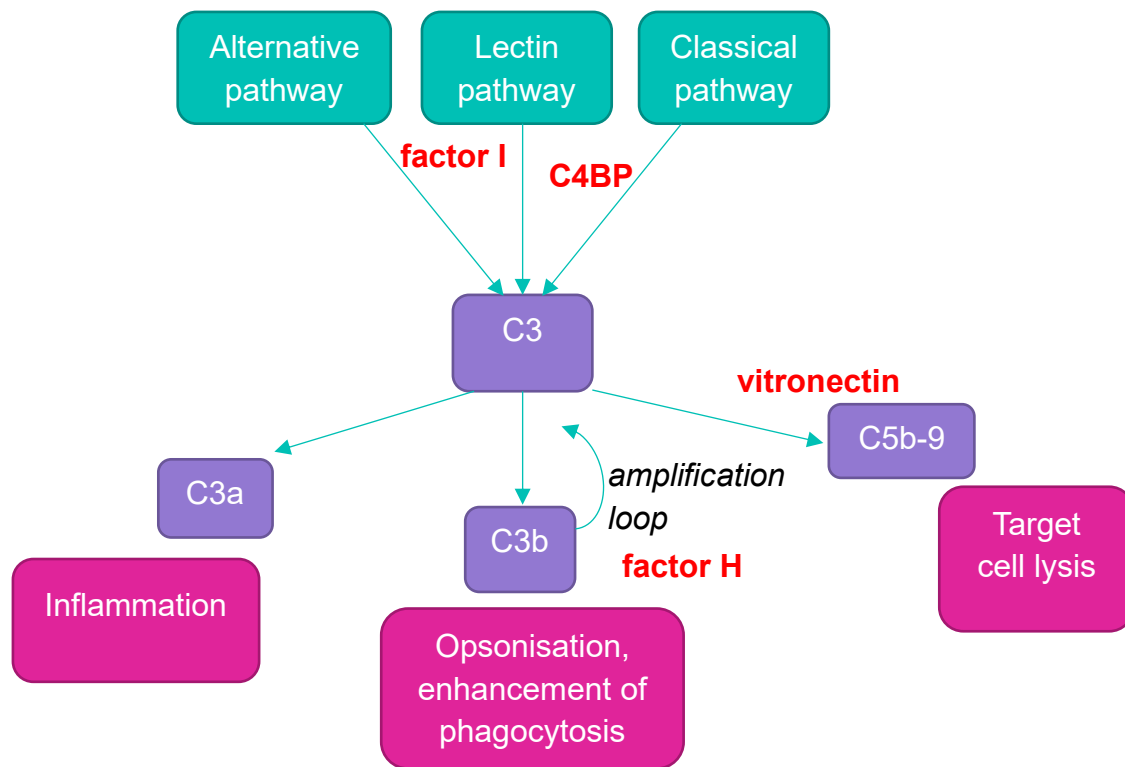 Alternative
pathway
Lectin
pathway
Classical
pathway
factor I
C4BP
C3
vitronectin
C5b-9
C3a
amplification
loop
C3b
factor H
Target
cell lysis
Inflammation
Opsonisation,
enhancement of
phagocytosis